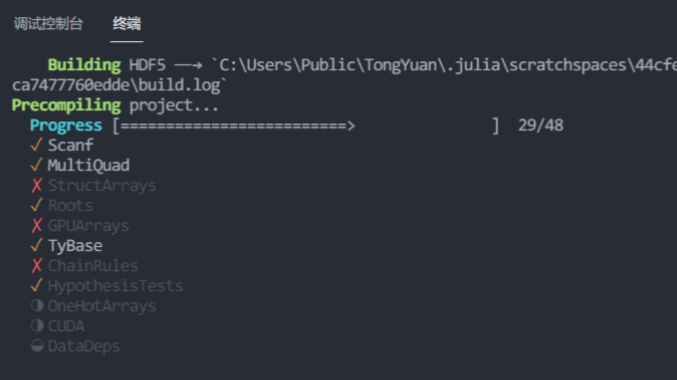 调试控制台 终端
Building HDF5 ──→ `C:\Users\Public\TongYuan\.julia\scratchspaces\44cfe
ca7477760edde\build.log`
Precompiling project...
Progress [==========================>                ] 29/48
✓ Scanf
✓ MultiQuad
✗ StructArrays
✓ Roots
✗ GPUArrays
✓ TyBase
✗ ChainRules
✓ HypothesisTests
◑ OneHotArrays
◑ CUDA
◒ DataDeps